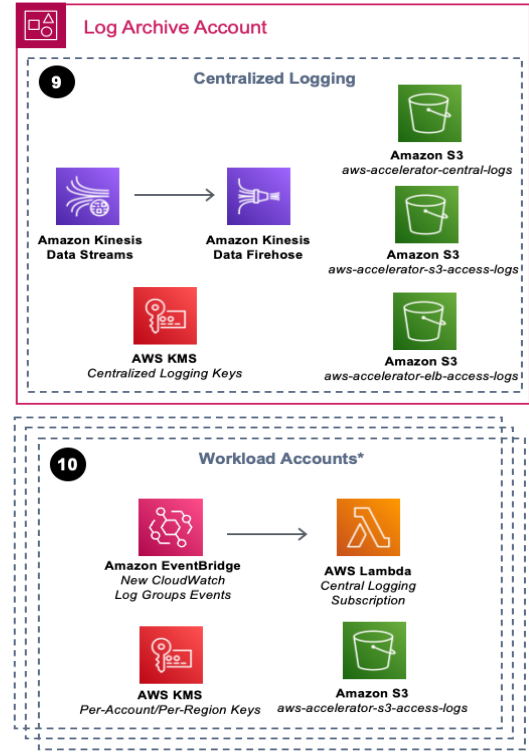 Log Archive Account
9
Centralized Logging
Amazon S3
aws-accelerator-central-logs
Amazon Kinesis
Data Streams
Amazon Kinesis
Data Firehose
Amazon S3
aws-accelerator-s3-access-logs
AWS KMS
Centralized Logging Keys
Amazon S3
aws-accelerator-elb-access-logs
10
Workload Accounts*
Amazon EventBridge
New CloudWatch
Log Groups Events
AWS Lambda
Central Logging
Subscription
AWS KMS
Per-Account/Per-Region Keys
Amazon S3
aws-accelerator-s3-access-logs